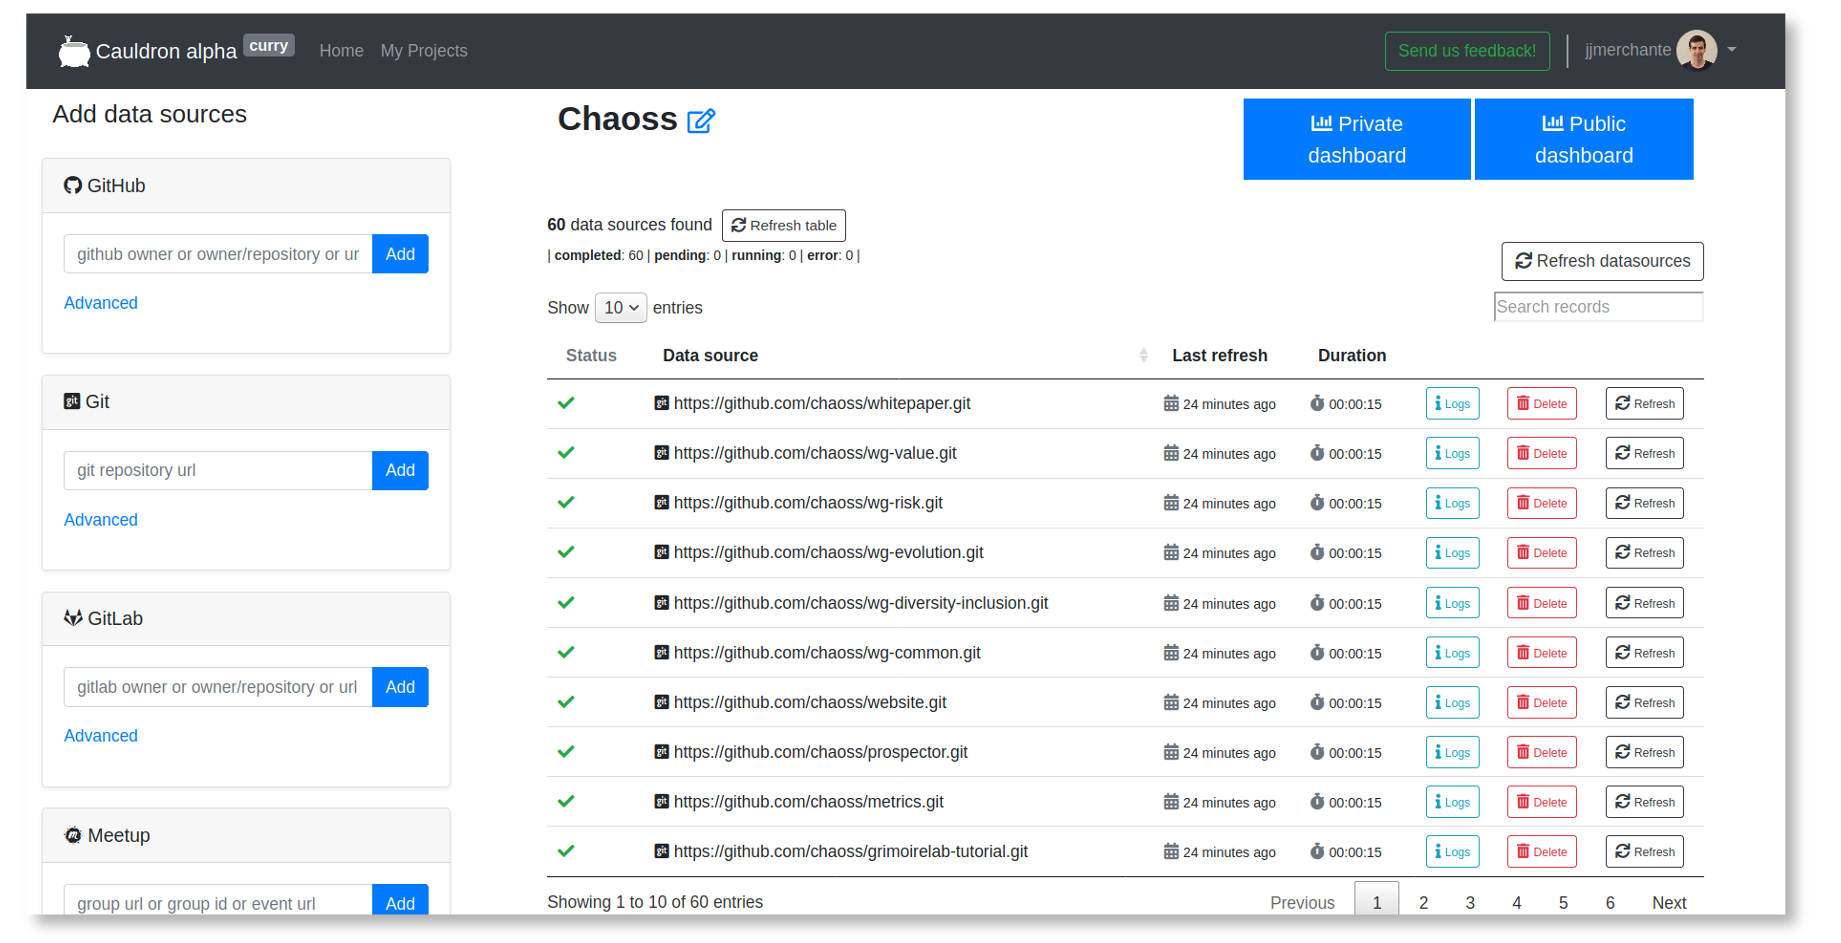 Cauldron alpha curry Home My Projects Send us feedback! jjmerchante
Add data sources
GitHub
github owner or owner/repository or ur Add
Advanced
git Git
git repository url Add
Advanced
GitLab
gitlab owner or owner/repository or url Add
Advanced
Meetup
group url or group id or event url Add
Chaoss
Private dashboard
Public dashboard
60 data sources found Refresh table
| completed: 60 | pending: 0 | running: 0 | error: 0 |
Refresh datasources
Show 10 entries
Search records
Status Data source Last refresh Duration
git https://github.com/chaoss/whitepaper.git 24 minutes ago 00:00:15 Logs Delete Refresh
git https://github.com/chaoss/wg-value.git 24 minutes ago 00:00:15 Logs Delete Refresh
git https://github.com/chaoss/wg-risk.git 24 minutes ago 00:00:15 Logs Delete Refresh
git https://github.com/chaoss/wg-evolution.git 24 minutes ago 00:00:15 Logs Delete Refresh
git https://github.com/chaoss/wg-diversity-inclusion.git 24 minutes ago 00:00:15 Logs Delete Refresh
git https://github.com/chaoss/wg-common.git 24 minutes ago 00:00:15 Logs Delete Refresh
git https://github.com/chaoss/website.git 24 minutes ago 00:00:15 Logs Delete Refresh
git https://github.com/chaoss/prospector.git 24 minutes ago 00:00:15 Logs Delete Refresh
git https://github.com/chaoss/metrics.git 24 minutes ago 00:00:15 Logs Delete Refresh
git https://github.com/chaoss/grimoirelab-tutorial.git 24 minutes ago 00:00:15 Logs Delete Refresh
Showing 1 to 10 of 60 entries Previous 1 2 3 4 5 6 Next